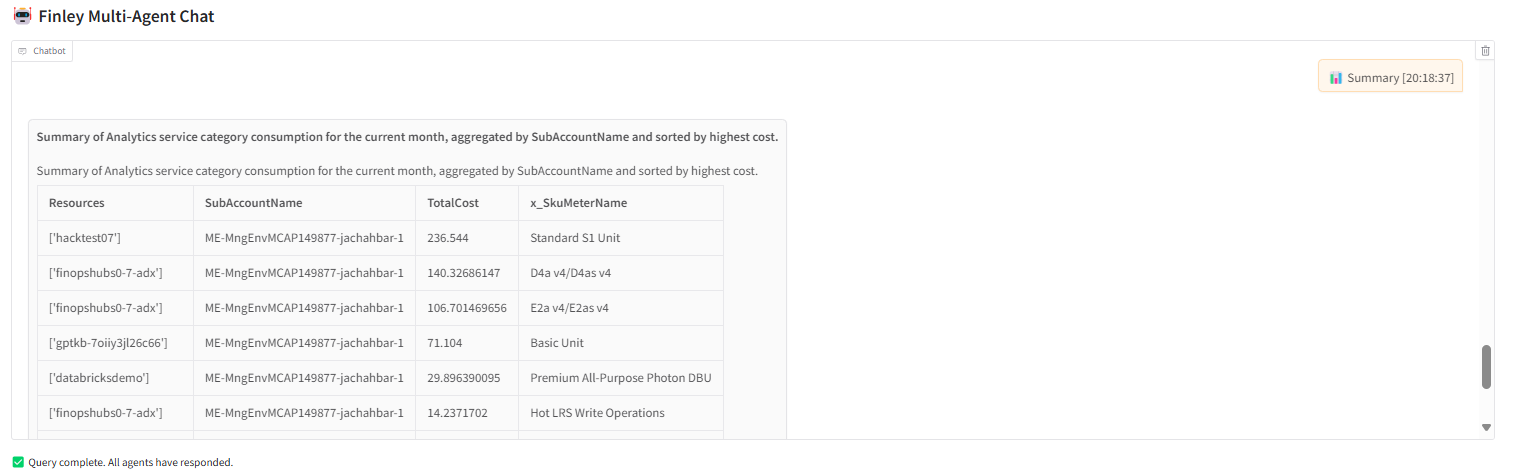 Finley Multi-Agent Chat
Chatbot
Summary [20:18:37]
Summary of Analytics service category consumption for the current month, aggregated by SubAccountName and sorted by highest cost.
Summary of Analytics service category consumption for the current month, aggregated by SubAccountName and sorted by highest cost.
Resources SubAccountName TotalCost x_SkuMeterName
['hacktest07'] ME-MngEnvMCAP149877-jachahbar-1 236.544 Standard S1 Unit
['finopshubs0-7-adx'] ME-MngEnvMCAP149877-jachahbar-1 140.32686147 D4a v4/D4as v4
['finopshubs0-7-adx'] ME-MngEnvMCAP149877-jachahbar-1 106.701469656 E2a v4/E2as v4
['gptkb-7oiiy3jl26c66'] ME-MngEnvMCAP149877-jachahbar-1 71.104 Basic Unit
['databricksdemo'] ME-MngEnvMCAP149877-jachahbar-1 29.896390095 Premium All-Purpose Photon DBU
['finopshubs0-7-adx'] ME-MngEnvMCAP149877-jachahbar-1 14.2371702 Hot LRS Write Operations
Query complete. All agents have responded.